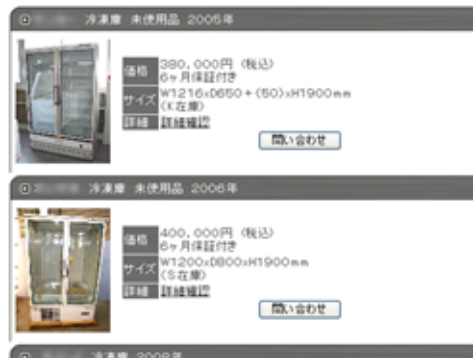 冷凍庫 未使用品 2005年
価格 380,000円 (税込)
6ヶ月保証付き
サイズ W1216xD650+(50)xH1900mm
(K在庫)
詳細 詳細確認
問い合わせ
冷凍庫 未使用品 2006年
価格 400,000円 (税込)
6ヶ月保証付き
サイズ W1200xD800xH1900mm
(S在庫)
詳細 詳細確認
問い合わせ
冷凍庫 2008年